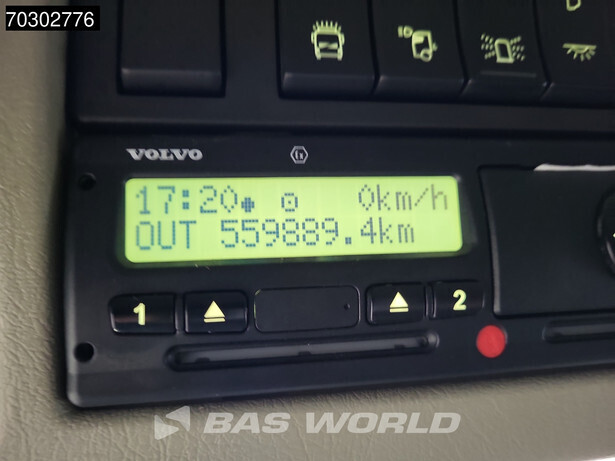 70302776
VOLVO
17:20 0km/h
OUT 559889.4km
1 2
BAS WORLD